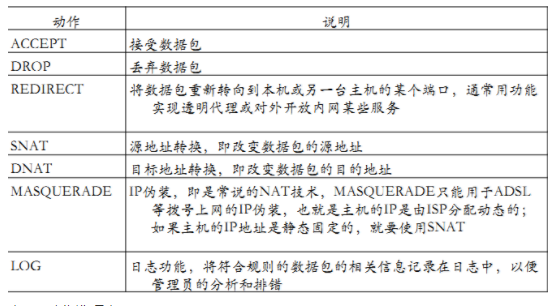 动作 说明
ACCEPT 接受数据包
DROP 丢弃数据包
REDIRECT 将数据包重新转向到本机或另一台主机的某个端口，通常用功能
实现透明代理或对外开放内网某些服务
SNAT 源地址转换，即改变数据包的源地址
DNAT 目标地址转换，即改变数据包的目的地址
MASQUERADE IP伪装，即是常说的NAT技术，MASQUERADE只能用于ADSL
等拨号上网的IP伪装，也就是主机的IP是由ISP分配动态的；
如果主机的IP地址是静态固定的，就要使用SNAT
LOG 日志功能，将符合规则的数据包的相关信息记录在日志中，以便
管理员的分析和排错